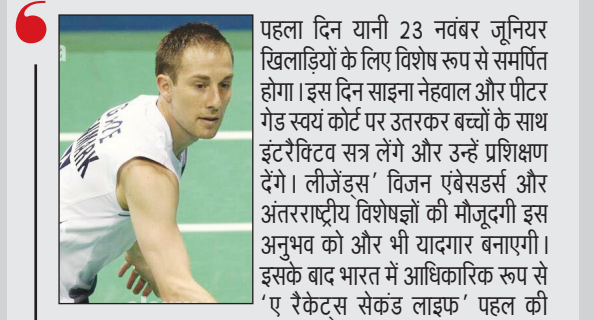 पहला दिन यानी 23 नवंबर जूनियर
खिलाड़ियों के लिए विशेष रूप से समर्पित
होगा। इस दिन साइना नेहवाल और पीटर
गेड स्वयं कोर्ट पर उतरकर बच्चों के साथ
इंटरैक्टिव सत्र लेंगे और उन्हें प्रशिक्षण
देंगे। लीजेंड्स’ विजन एंबेसडर्स और
अंतरराष्ट्रीय विशेषज्ञों की मौजूदगी इस
अनुभव को और भी यादगार बनाएगी।
इसके बाद भारत में आधिकारिक रूप से
‘ए रैकेट्स सेकंड लाइफ’ पहल की